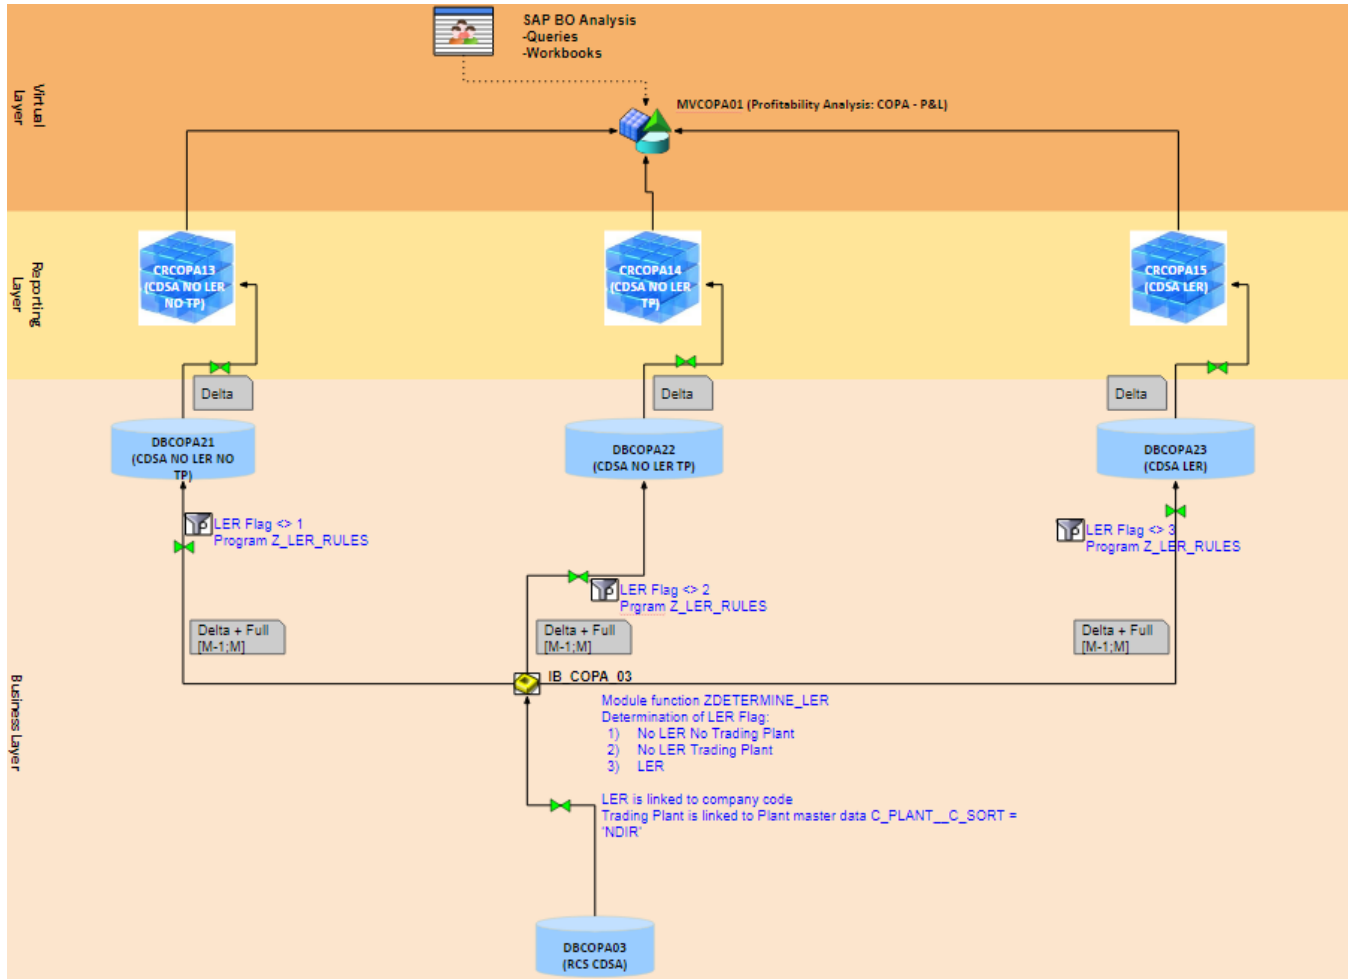 SAP BO Analysis
-Queries
-Workbooks
Virtual
Layer
MVCOPA01 (Profitability Analysis: COPA - P&L)
Reporting
Layer
CRCOPA13
(CDSA NO LER
NO TP)
CRCOPA14
(CDSA NO LER
TP)
CRCOPA15
(CDSA LER)
Delta
Delta
Delta
DBCOPA21
(CDSA NO LER NO
TP)
DBCOPA22
(CDSA NO LER TP)
DBCOPA23
(CDSA LER)
LER Flag <> 1
Program Z_LER_RULES
LER Flag <> 2
Prgram Z_LER_RULES
LER Flag <> 3
Program Z_LER_RULES
Delta + Full
[M-1;M]
Delta + Full
[M-1;M]
Delta + Full
[M-1;M]
Business Layer
IB_COPA_03
Module function ZDETERMINE_LER
Determination of LER Flag:
1) No LER No Trading Plant
2) No LER Trading Plant
3) LER
LER is linked to company code
Trading Plant is linked to Plant master data C_PLANT__C_SORT =
'NDIR'
DBCOPA03
(RCS CDSA)